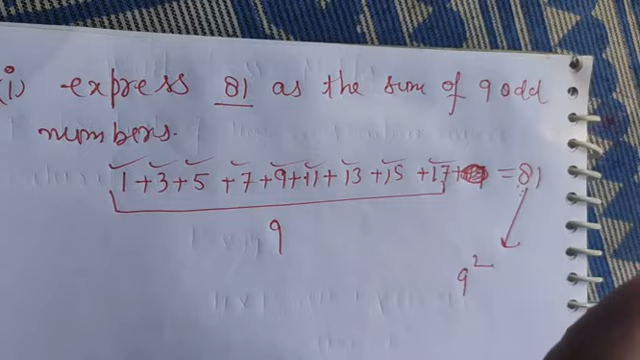 (i) express 81 as the sum of 9 odd
numbers.
1+3+5+7+9+11+13+15+17+ =81
9
9²